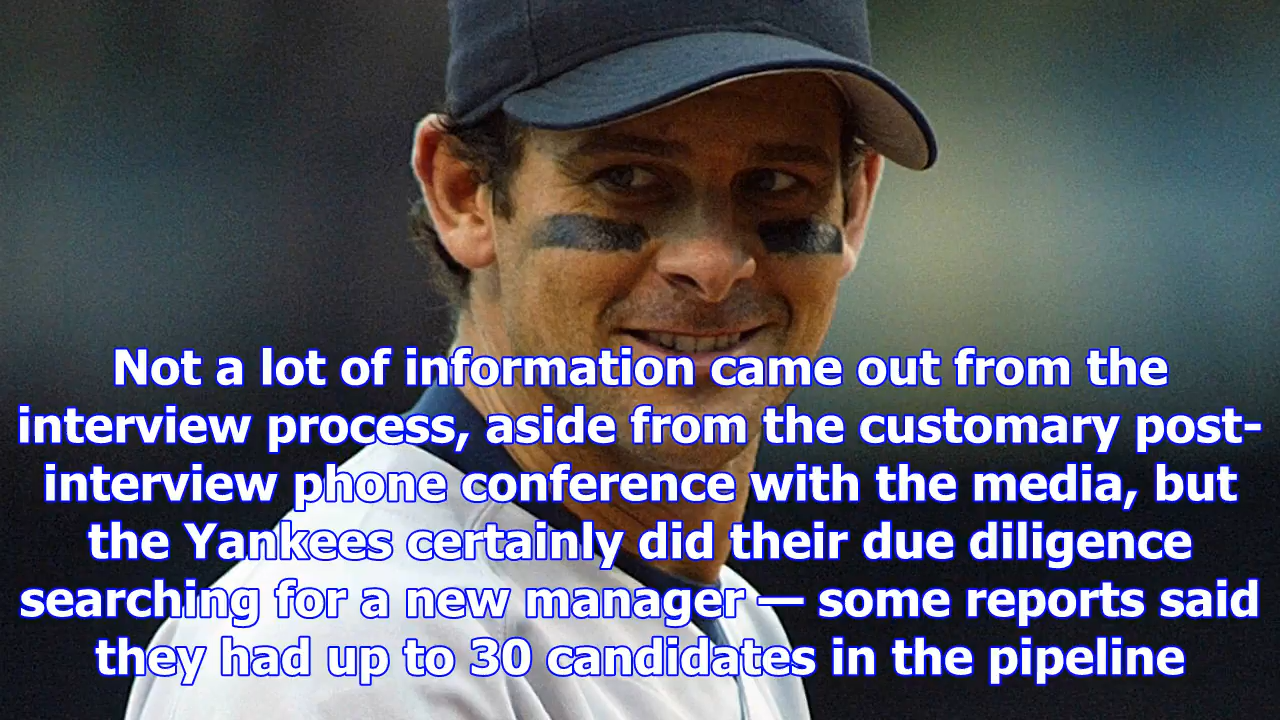 Not a lot of information came out from the
interview process, aside from the customary post-
interview phone conference with the media, but
the Yankees certainly did their due diligence
searching for a new manager — some reports said
they had up to 30 candidates in the pipeline